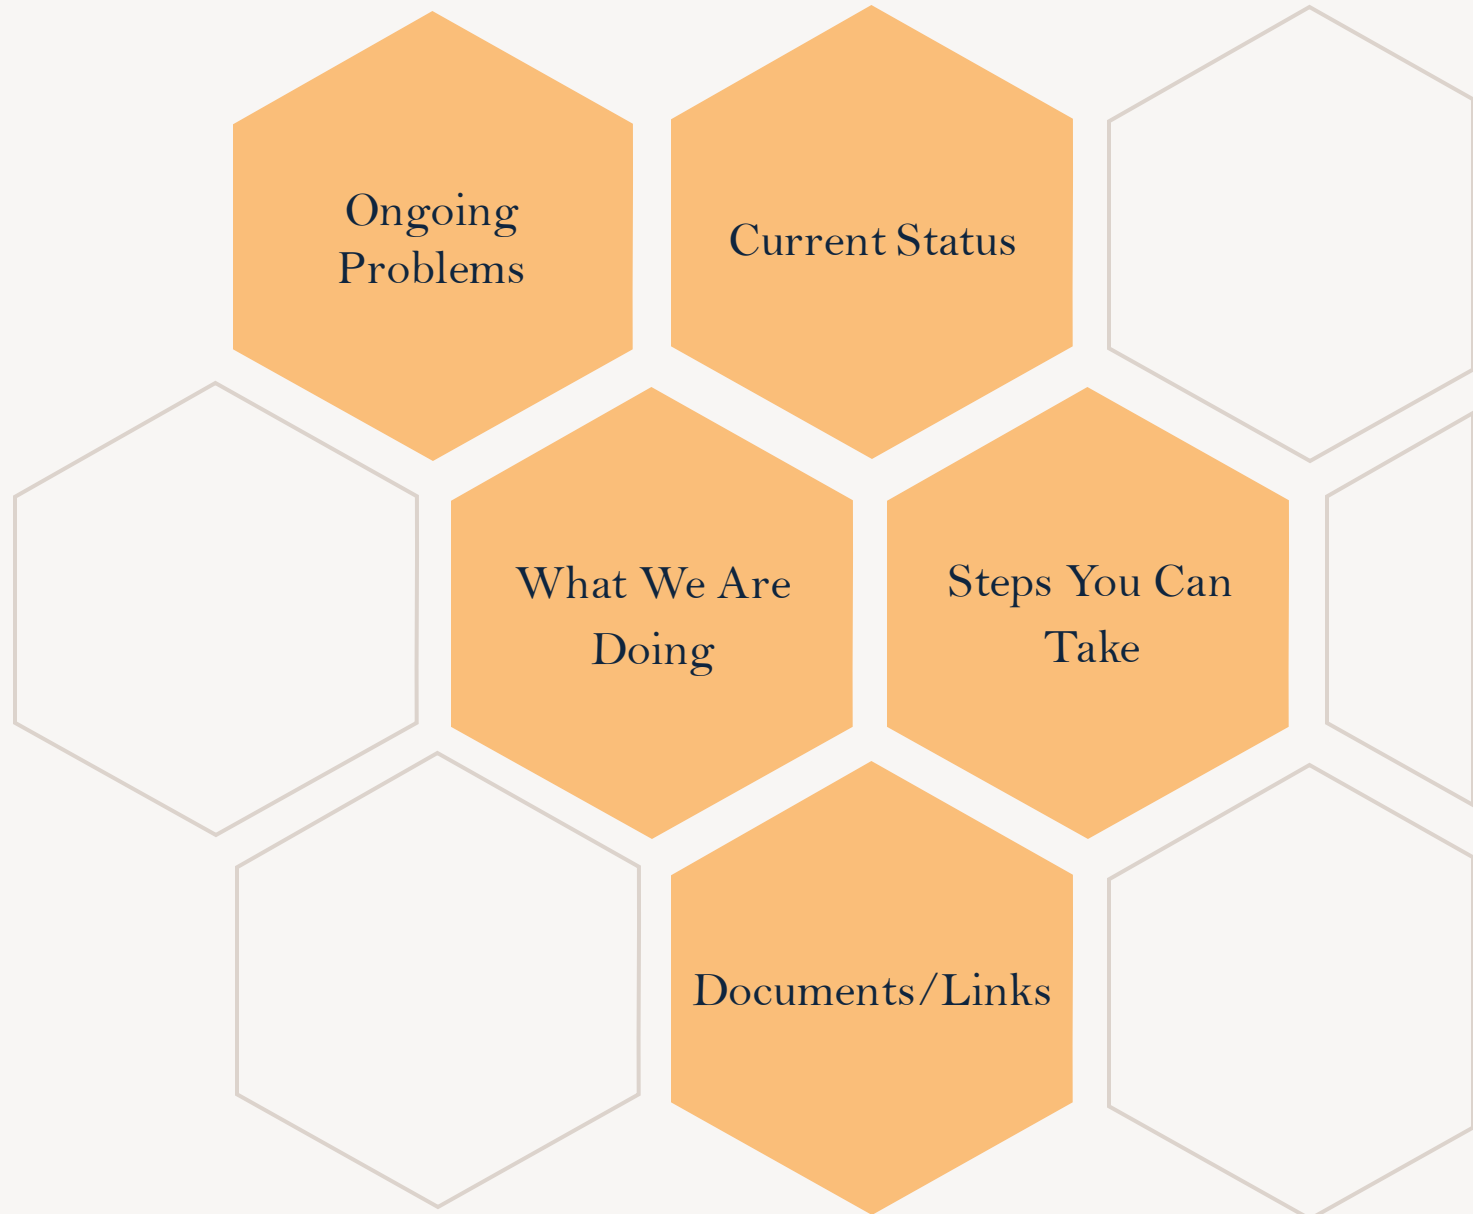 Ongoing
Problems
Current Status
What We Are
Doing
Steps You Can
Take
Documents/Links